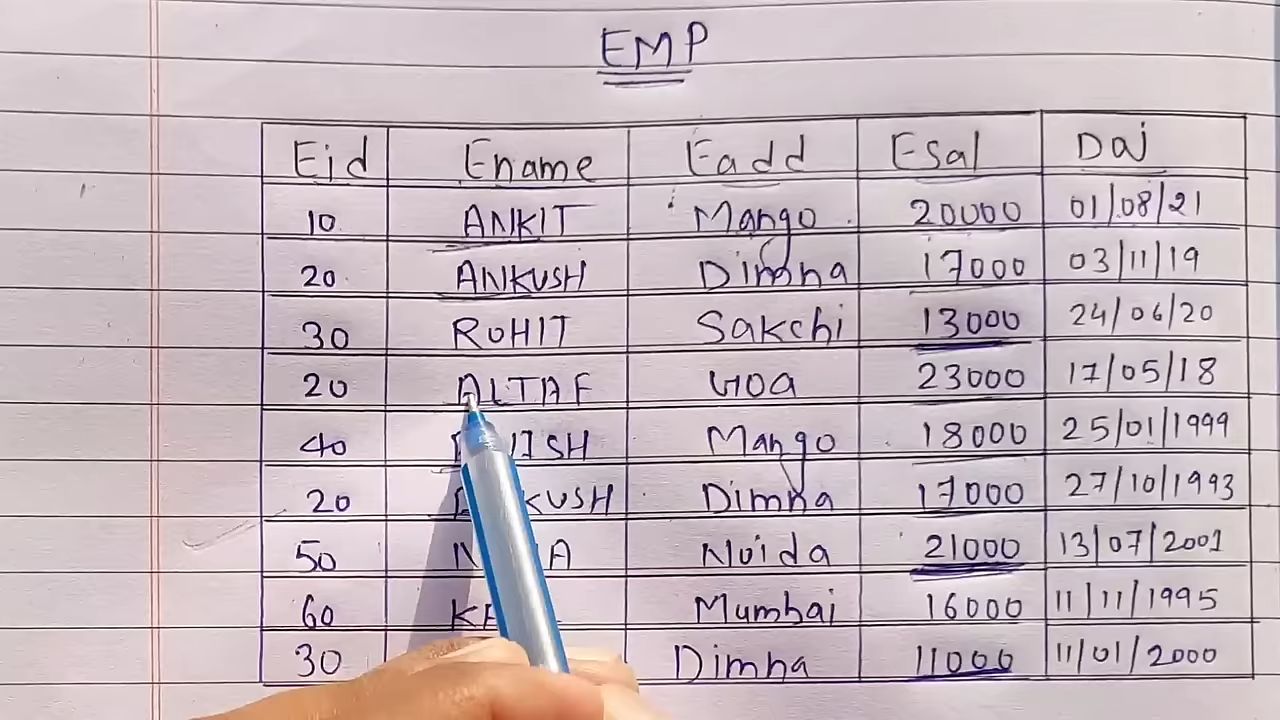 EMP
Eid Ename Eadd Esal Daj
10 ANKIT Mango 20000 01/08/21
20 ANKUSH Dimna 17000 03/11/19
30 ROHIT Sakchi 13000 24/06/20
20 ALTAF Goa 23000 17/05/18
40 Mango 18000 25/01/1999
20 Dimna 17000 27/10/1993
50 Noida 21000 13/07/2001
60 Mumbai 16000 11/11/1995
30 Dimna 11000 11/01/2000